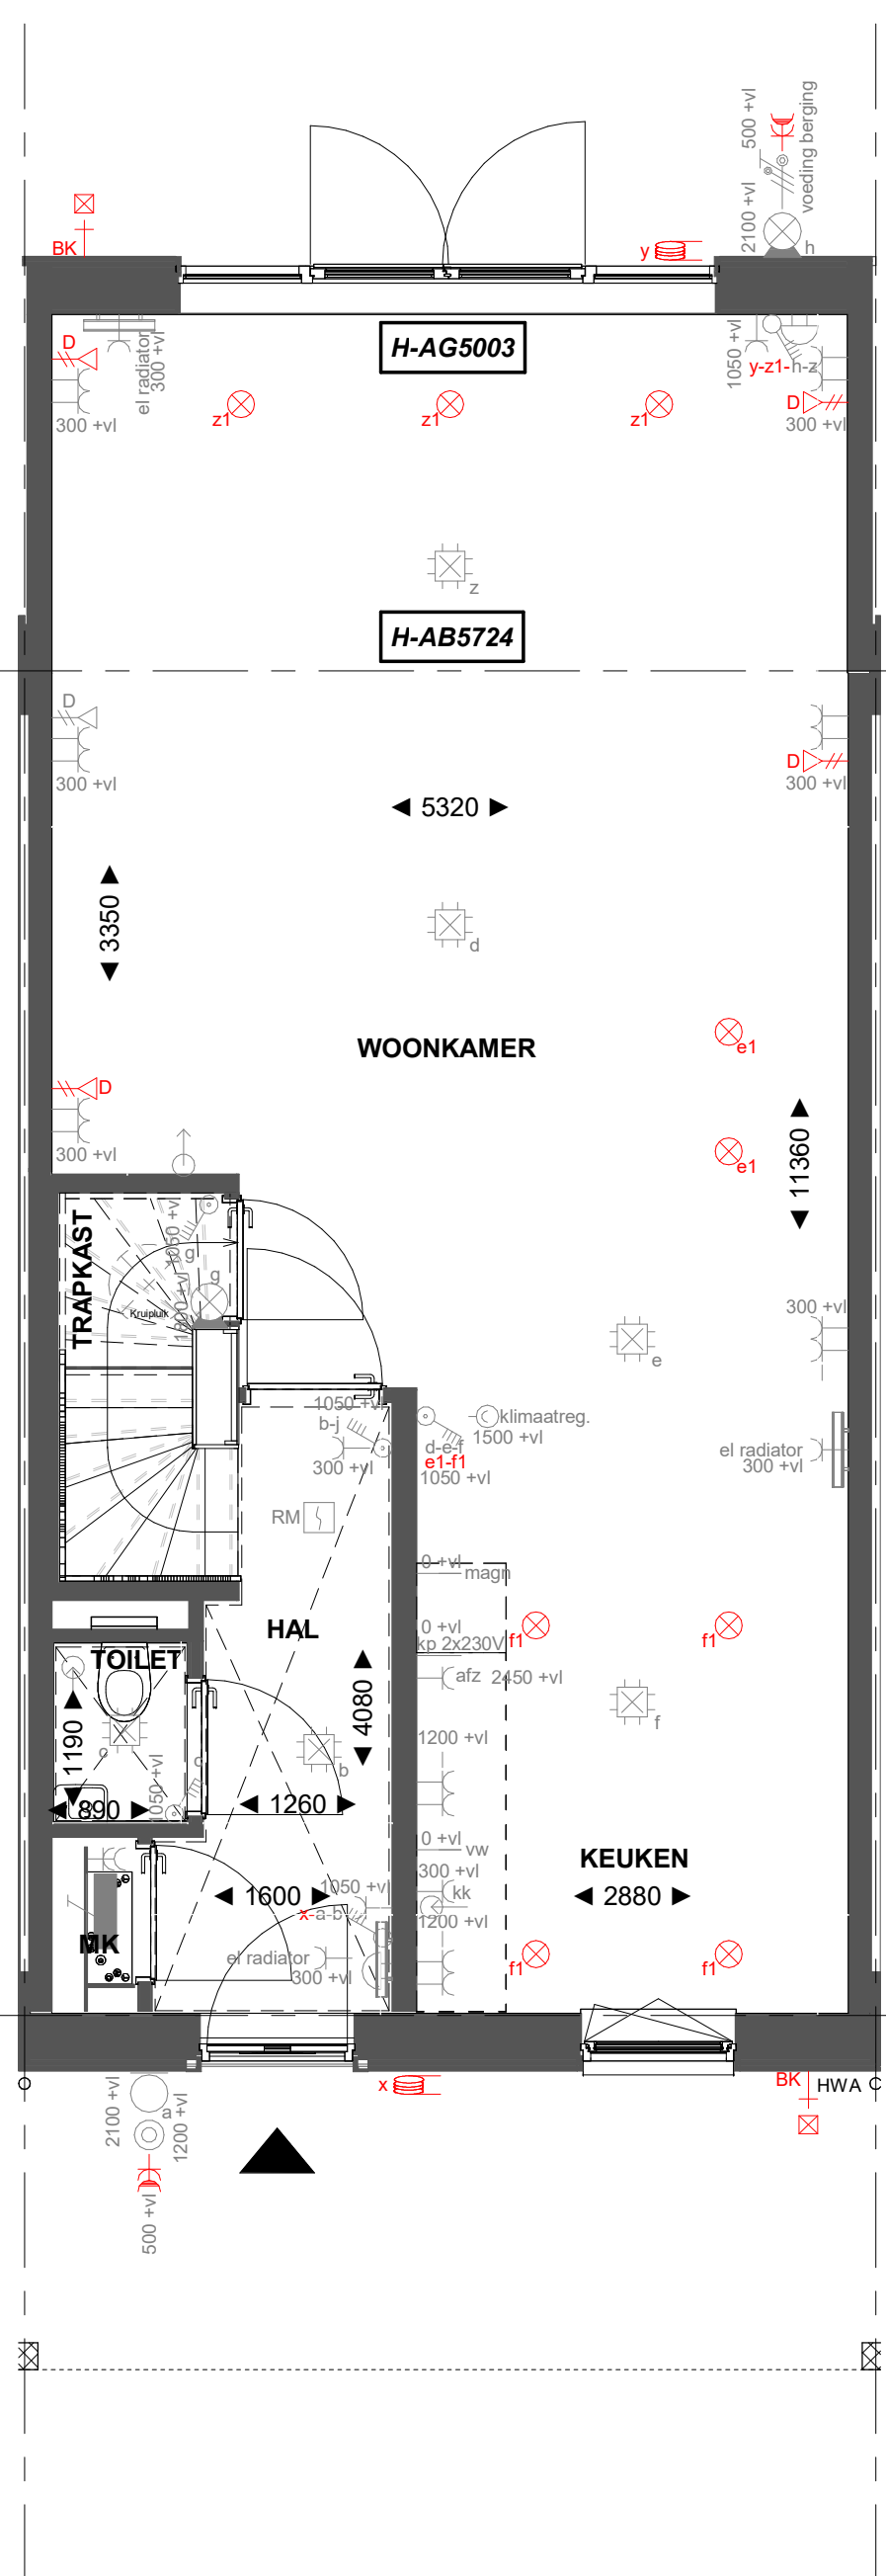 500 +vl
voeding berging
2100 +vl
h
BK
y
H-AG5003
D
el radiator
300 +vl
300 +vl
1050 +vl
y-z1-h-z
D
300 +vl
z1
z1
z1
z
H-AB5724
D
300 +vl
D
300 +vl
5320
3350
d
WOONKAMER
e1
D
300 +vl
e1
11360
TRAPKAST
1050 +vl
g
g
Kruipluik
300 +vl
e
1050 +vl
b-j
300 +vl
klimaatreg.
1500 +vl
d-e-f
e1-f1
1050 +vl
el radiator
300 +vl
RM
0 +vl
magn
HAL
0 +vl
kp 2x230V
f1
f1
TOILET
afz
2450 +vl
4080
1190
f
c
c
1200 +vl
b
1050 +vl
890
1260
0 +vl
vw
KEUKEN
300 +vl
kk
1600
1050 +vl
2880
x-a-b
1200 +vl
MK
el radiator
300 +vl
f1
f1
x
BK
HWA
2100 +vl
a
1200 +vl
500 +vl